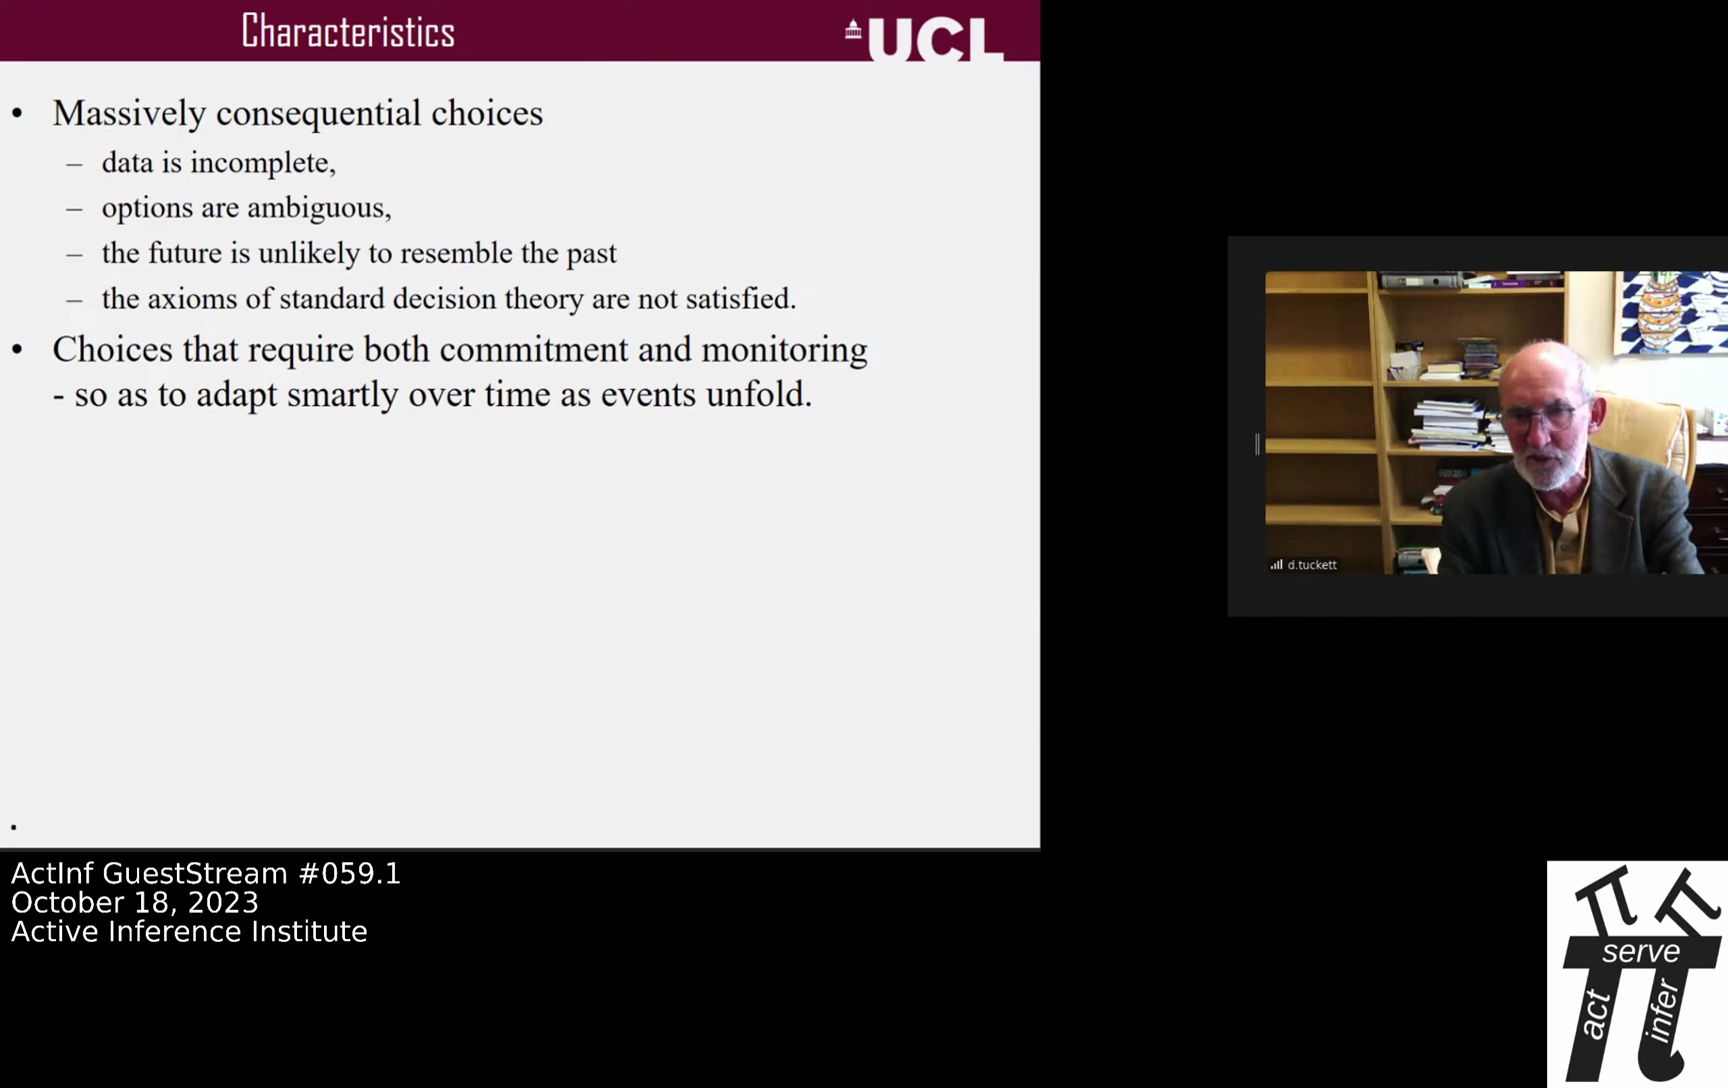 Characteristics
UCL
• Massively consequential choices
– data is incomplete,
– options are ambiguous,
– the future is unlikely to resemble the past
– the axioms of standard decision theory are not satisfied.
• Choices that require both commitment and monitoring
- so as to adapt smartly over time as events unfold.
.
d.tuckett
ActInf GuestStream #059.1
October 18, 2023
Active Inference Institute
serve
act
infer